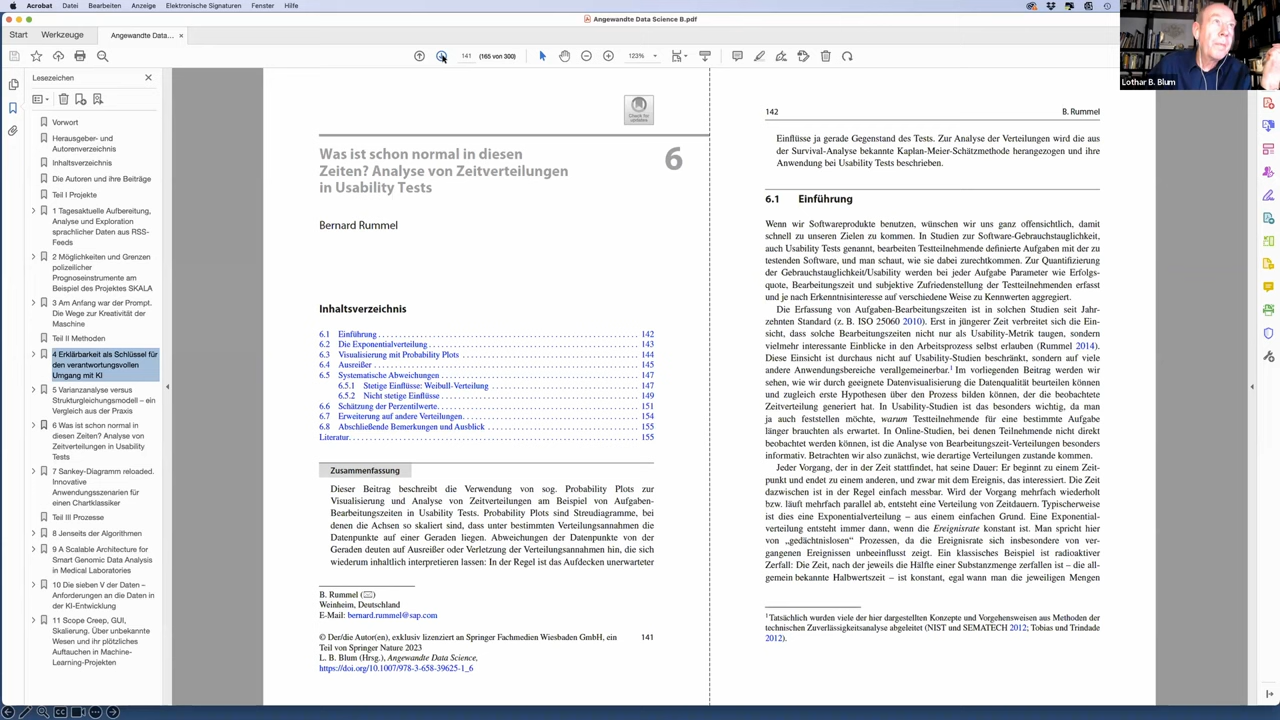 Acrobat Datei Bearbeiten Anzeige Elektronische Signaturen Fenster Hilfe
Angewandte Data Science B.pdf
Start Werkzeuge Angewandte Data... ×
141 (165 von 300) 123%
Lothar B. Blum
Lesezeichen
Vorwort
Herausgeber- und
Autorenverzeichnis
Inhaltsverzeichnis
Die Autoren und ihre Beiträge
Teil I Projekte
1 Tagesaktuelle Aufbereitung,
Analyse und Exploration
sprachlicher Daten aus RSS-
Feeds
2 Möglichkeiten und Grenzen
polizeilicher
Prognoseinstrumente am
Beispiel des Projektes SKALA
3 Am Anfang war der Prompt.
Die Wege zur Kreativität der
Maschine
Teil II Methoden
4 Erklärbarkeit als Schlüssel für
den verantwortungsvollen
Umgang mit KI
5 Varianzanalyse versus
Strukturgleichungsmodell – ein
Vergleich aus der Praxis
6 Was ist schon normal in
diesen Zeiten? Analyse von
Zeitverteilungen in Usability
Tests
7 Sankey-Diagramm reloaded.
Innovative
Anwendungsszenarien für
einen Chartklassiker
Teil III Prozesse
8 Jenseits der Algorithmen
9 A Scalable Architecture for
Smart Genomic Data Analysis
in Medical Laboratories
10 Die sieben V der Daten –
Anforderungen an die Daten in
der KI-Entwicklung
11 Scope Creep, GUI,
Skalierung. Über unbekannte
Wesen und ihr plötzliches
Auftauchen in Machine-
Learning-Projekten
Check for
updates
Was ist schon normal in diesen
Zeiten? Analyse von Zeitverteilungen
in Usability Tests
6
Bernard Rummel
Inhaltsverzeichnis
6.1 Einführung 142
6.2 Die Exponentialverteilung 143
6.3 Visualisierung mit Probability Plots 144
6.4 Ausreißer 145
6.5 Systematische Abweichungen 147
6.5.1 Stetige Einflüsse: Weibull-Verteilung 147
6.5.2 Nicht stetige Einflüsse 149
6.6 Schätzung der Perzentilwerte 151
6.7 Erweiterung auf andere Verteilungen 154
6.8 Abschließende Bemerkungen und Ausblick 155
Literatur 155
Zusammenfassung
Dieser Beitrag beschreibt die Verwendung von sog. Probability Plots zur
Visualisierung und Analyse von Zeitverteilungen am Beispiel von Aufgaben-
Bearbeitungszeiten in Usability Tests. Probability Plots sind Streudiagramme, bei
denen die Achsen so skaliert sind, dass unter bestimmten Verteilungsannahmen die
Datenpunkte auf einer Geraden liegen. Abweichungen der Datenpunkte von der
Geraden deuten auf Ausreißer oder Verletzung der Verteilungsannahmen hin, die sich
wiederum inhaltlich interpretieren lassen: In der Regel ist das Aufdecken unerwarteter
B. Rummel (✉)
Weinheim, Deutschland
E-Mail: bernard.rummel@sap.com
© Der/die Autor(en), exklusiv lizenziert an Springer Fachmedien Wiesbaden GmbH, ein 141
Teil von Springer Nature 2023
L. B. Blum (Hrsg.), Angewandte Data Science,
https://doi.org/10.1007/978-3-658-39625-1_6
142 B. Rummel
Einflüsse ja gerade Gegenstand des Tests. Zur Analyse der Verteilungen wird die aus
der Survival-Analyse bekannte Kaplan-Meier-Schätzmethode herangezogen und ihre
Anwendung bei Usability Tests beschrieben.
6.1 Einführung
Wenn wir Softwareprodukte benutzen, wünschen wir uns ganz offensichtlich, damit
schnell zu unseren Zielen zu kommen. In Studien zur Software-Gebrauchstauglichkeit,
auch Usability Tests genannt, bearbeiten Testteilnehmende definierte Aufgaben mit der zu
testenden Software, und man schaut, wie sie dabei zurechtkommen. Zur Quantifizierung
der Gebrauchstauglichkeit/Usability werden bei jeder Aufgabe Parameter wie Erfolgs-
quote, Bearbeitungszeit und subjektive Zufriedenstellung der Testteilnehmenden erfasst
und je nach Erkenntnisinteresse auf verschiedene Weise zu Kennwerten aggregiert.
Die Erfassung von Aufgaben-Bearbeitungszeiten ist in solchen Studien seit Jahr-
zehnten Standard (z. B. ISO 25060 2010). Erst in jüngerer Zeit verbreitet sich die Ein-
sicht, dass solche Bearbeitungszeiten nicht nur als Usability-Metrik taugen, sondern
vielmehr interessante Einblicke in den Arbeitsprozess selbst erlauben (Rummel 2014).
Diese Einsicht ist durchaus nicht auf Usability-Studien beschränkt, sondern auf viele
andere Anwendungsbereiche verallgemeinerbar.¹ Im vorliegenden Beitrag werden wir
sehen, wie wir durch geeignete Datenvisualisierung die Datenqualität beurteilen können
und zugleich erste Hypothesen über den Prozess bilden können, der die beobachtete
Zeitverteilung generiert hat. In Usability-Studien ist das besonders wichtig, da man
ja auch feststellen möchte, warum Testteilnehmende für eine bestimmte Aufgabe
länger brauchten als erwartet. In Online-Studien, bei denen Teilnehmende nicht direkt
beobachtet werden können, ist die Analyse von Bearbeitungszeit-Verteilungen besonders
informativ. Betrachten wir also zunächst, wie derartige Verteilungen zustande kommen.
Jeder Vorgang, der in der Zeit stattfindet, hat seine Dauer: Er beginnt zu einem Zeit-
punkt und endet zu einem anderen, und zwar mit dem Ereignis, das interessiert. Die Zeit
dazwischen ist in der Regel einfach messbar. Wird der Vorgang mehrfach wiederholt
bzw. läuft mehrfach parallel ab, entsteht eine Verteilung von Zeitdauern. Typischerweise
ist dies eine Exponentialverteilung – aus einem einfachen Grund. Eine Exponential-
verteilung entsteht immer dann, wenn die Ereignisrate konstant ist. Man spricht hier
von „gedächtnislosen“ Prozessen, da die Ereignisrate sich insbesondere von ver-
gangenen Ereignissen unbeeinflusst zeigt. Ein klassisches Beispiel ist radioaktiver
Zerfall: Die Zeit, nach der jeweils die Hälfte einer Substanzmenge zerfallen ist – die all-
gemein bekannte Halbwertszeit – ist konstant, egal wann man die jeweiligen Mengen
¹Tatsächlich wurden viele der hier dargestellten Konzepte und Vorgehensweisen aus Methoden der
technischen Zuverlässigkeitsanalyse abgeleitet (NIST und SEMATECH 2012; Tobias und Trindade
2012).